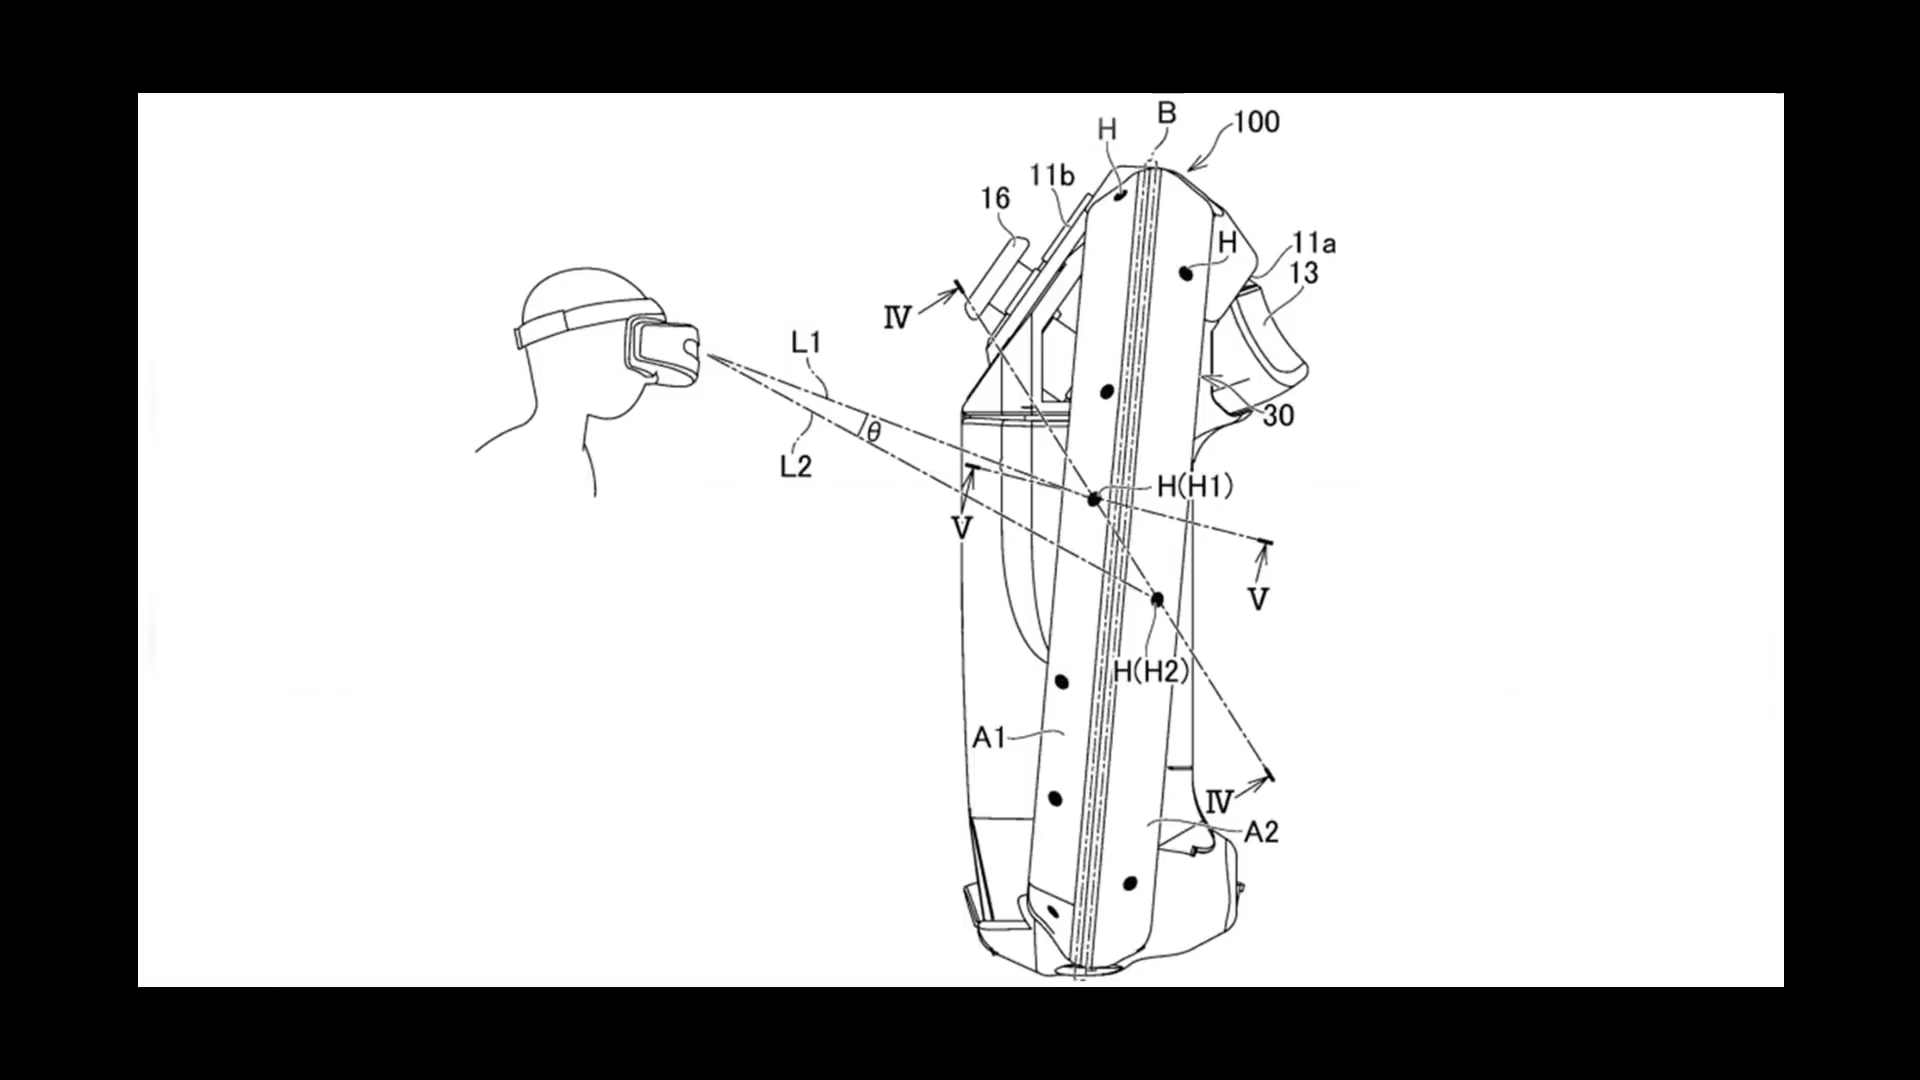 B
H
100
11b
16
H
11a
13
Ⅳ
L1
30
θ
L2
H(H1)
Ⅴ
Ⅴ
H(H2)
A1
Ⅳ
A2